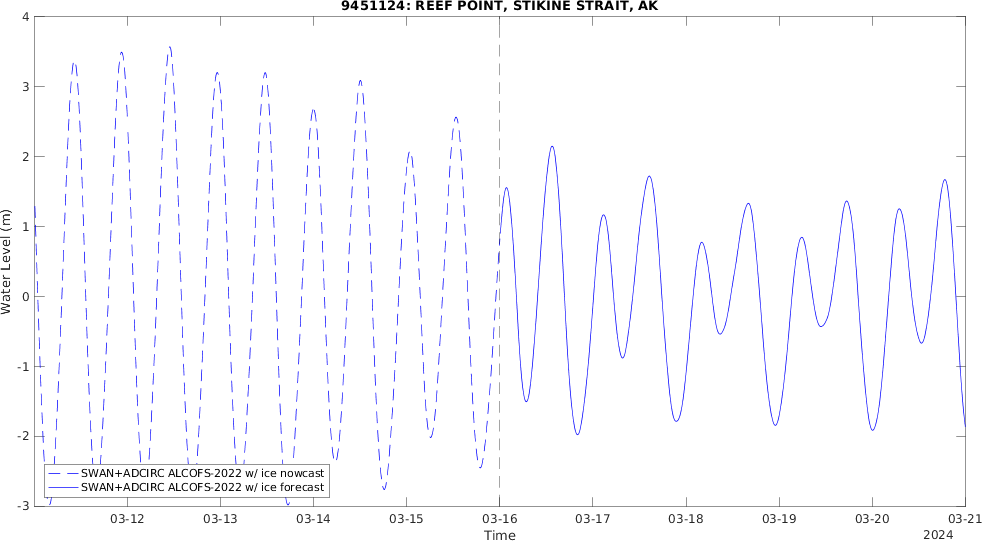 9451124: REEF POINT, STIKINE STRAIT, AK
4
3
2
1
0
-1
-2
-3
Water Level (m)
SWAN+ADCIRC ALCOFS-2022 w/ ice nowcast
SWAN+ADCIRC ALCOFS-2022 w/ ice forecast
03-12 03-13 03-14 03-15 03-16 03-17 03-18 03-19 03-20 03-21
Time
2024